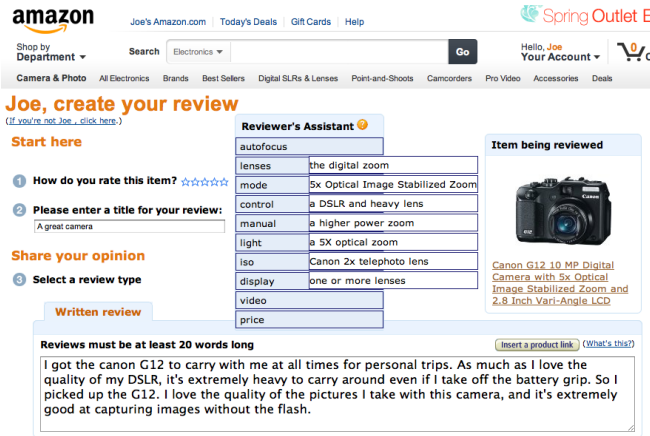 amazon
Joe's Amazon.com | Today's Deals | Gift Cards | Help
Spring Outlet
Shop by
Department
Search
Electronics
Go
Hello, Joe
Your Account
0
Camera & Photo
All Electronics
Brands
Best Sellers
Digital SLRs & Lenses
Point-and-Shoots
Camcorders
Pro Video
Accessories
Deals
Joe, create your review
(If you're not Joe , click here.)
Start here
1 How do you rate this item?
2 Please enter a title for your review:
A great camera
Share your opinion
3 Select a review type
Reviewer's Assistant ?
autofocus
lenses
the digital zoom
mode
5x Optical Image Stabilized Zoom
control
a DSLR and heavy lens
manual
a higher power zoom
light
a 5X optical zoom
iso
Canon 2x telephoto lens
display
one or more lenses
video
price
Item being reviewed
Canon
G12
Canon G12 10 MP Digital
Camera with 5x Optical
Image Stabilized Zoom and
2.8 Inch Vari-Angle LCD
Written review
Reviews must be at least 20 words long
Insert a product link
(What's this?)
I got the canon G12 to carry with me at all times for personal trips. As much as I love the
quality of my DSLR, it's extremely heavy to carry around even if I take off the battery grip. So I
picked up the G12. I love the quality of the pictures I take with this camera, and it's extremely
good at capturing images without the flash.